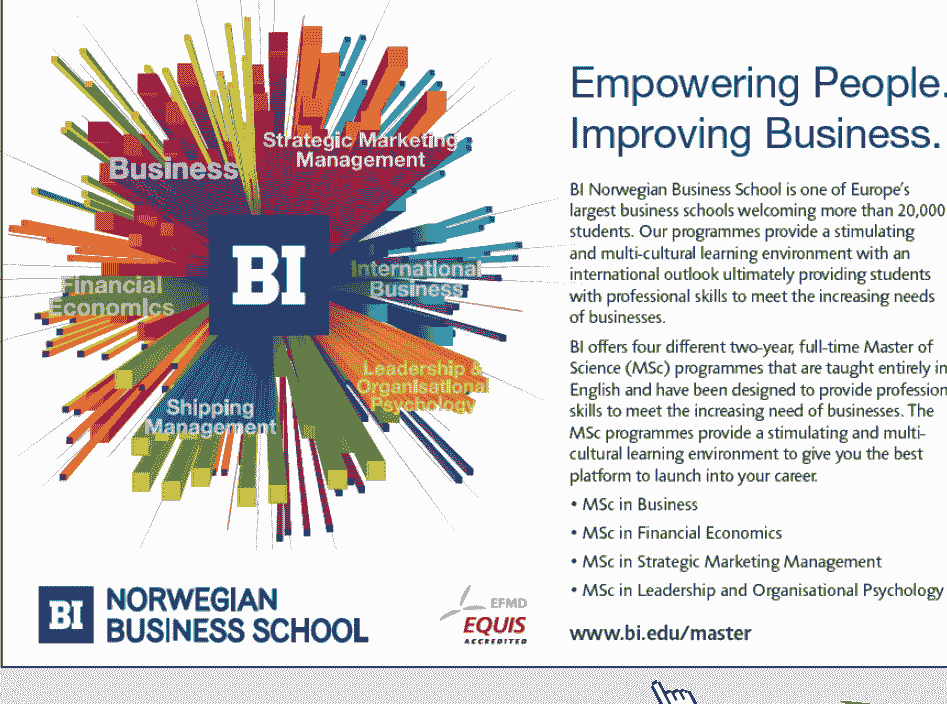 Strategic Marketing
Management
Business
BI
International
Business
Financial
Economics
Leadership &
Organisational
Psychology
Shipping
Management
BI NORWEGIAN
BUSINESS SCHOOL
EFMD
EQUIS
ACCREDITED
Empowering People.
Improving Business.
BI Norwegian Business School is one of Europe's
largest business schools welcoming more than 20,000
students. Our programmes provide a stimulating
and multi-cultural learning environment with an
international outlook ultimately providing students
with professional skills to meet the increasing needs
of businesses.
BI offers four different two-year, full-time Master of
Science (MSc) programmes that are taught entirely in
English and have been designed to provide profession
skills to meet the increasing need of businesses. The
MSc programmes provide a stimulating and multi-
cultural learning environment to give you the best
platform to launch into your career.
• MSc in Business
• MSc in Financial Economics
• MSc in Strategic Marketing Management
• MSc in Leadership and Organisational Psychology
www.bi.edu/master